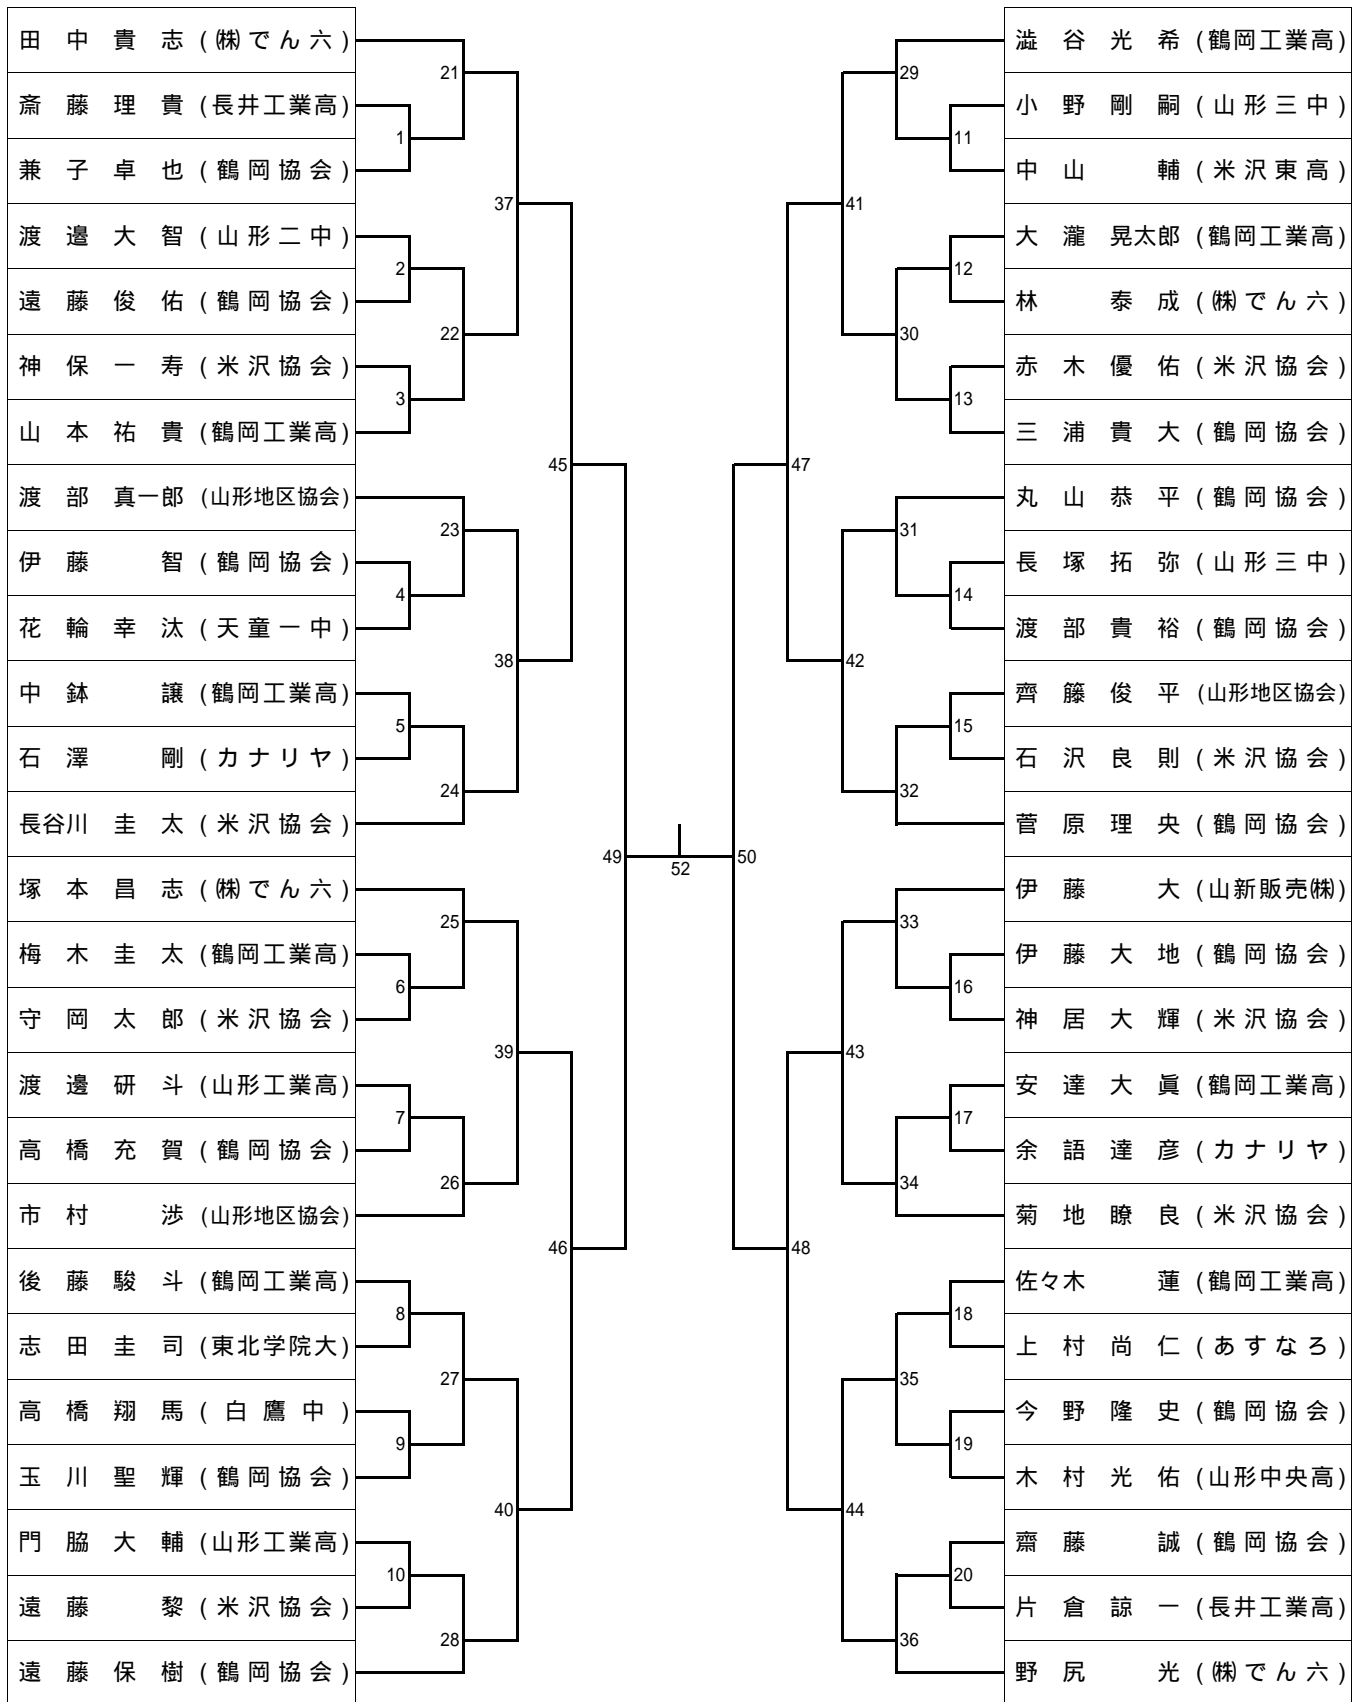 田中貴志 (㈱でん六)
斎藤理貴 (長井工業高)
兼子卓也 (鶴岡協会)
渡邉大智 (山形二中)
遠藤俊佑 (鶴岡協会)
神保一寿 (米沢協会)
山本祐貴 (鶴岡工業高)
渡部真一郎 (山形地区協会)
伊藤智 (鶴岡協会)
花輪幸汰 (天童一中)
中鉢譲 (鶴岡工業高)
石澤剛 (カナリヤ)
長谷川圭太 (米沢協会)
塚本昌志 (㈱でん六)
梅木圭太 (鶴岡工業高)
守岡太郎 (米沢協会)
渡邊研斗 (山形工業高)
高橋充賀 (鶴岡協会)
市村渉 (山形地区協会)
後藤駿斗 (鶴岡工業高)
志田圭司 (東北学院大)
高橋翔馬 (白鷹中)
玉川聖輝 (鶴岡協会)
門脇大輔 (山形工業高)
遠藤黎 (米沢協会)
遠藤保樹 (鶴岡協会)
1
2
3
4
5
6
7
8
9
10
21
22
23
24
25
26
27
28
37
38
39
40
45
46
49
52
50
47
48
41
42
43
44
29
30
31
32
33
34
35
36
11
12
13
14
15
16
17
18
19
20
澁谷光希 (鶴岡工業高)
小野剛嗣 (山形三中)
中山輔 (米沢東高)
大瀧晃太郎 (鶴岡工業高)
林泰成 (㈱でん六)
赤木優佑 (米沢協会)
三浦貴大 (鶴岡協会)
丸山恭平 (鶴岡協会)
長塚拓弥 (山形三中)
渡部貴裕 (鶴岡協会)
齊籐俊平 (山形地区協会)
石沢良則 (米沢協会)
菅原理央 (鶴岡協会)
伊藤大 (山新販売㈱)
伊藤大地 (鶴岡協会)
神居大輝 (米沢協会)
安達大眞 (鶴岡工業高)
余語達彦 (カナリヤ)
菊地瞭良 (米沢協会)
佐々木蓮 (鶴岡工業高)
上村尚仁 (あすなろ)
今野隆史 (鶴岡協会)
木村光佑 (山形中央高)
齋藤誠 (鶴岡協会)
片倉諒一 (長井工業高)
野尻光 (㈱でん六)